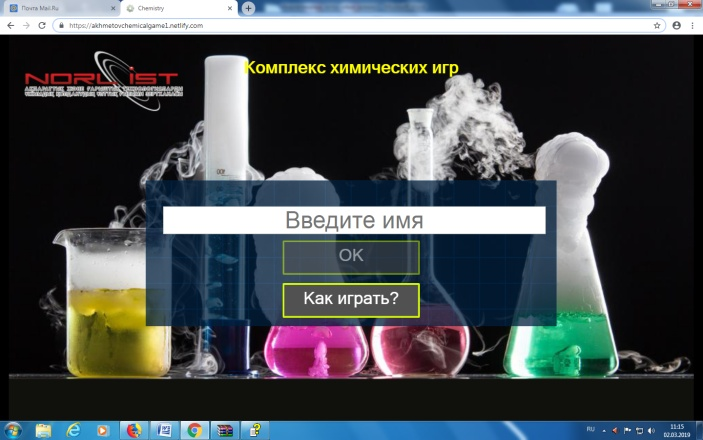 Почта Mail.Ru
Chemistry
https://akhmetovchemicalgame1.netlify.com
NORLIST
Комплекс химических игр
Введите имя
OK
Как играть?
RU
11:15
02.03.2019